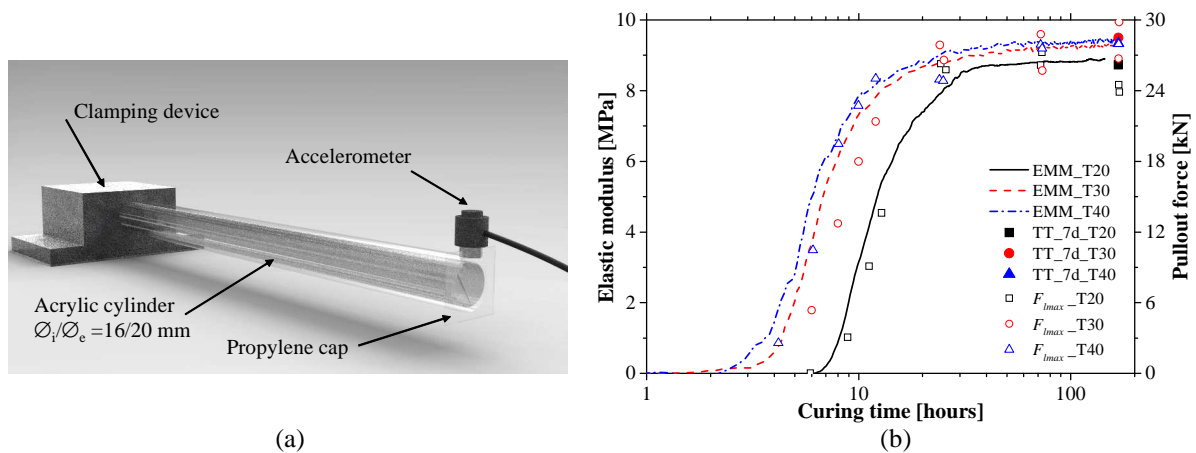 Clamping device
Accelerometer
Acrylic cylinder
∅i/∅e =16/20 mm
Propylene cap
(a)
10
8
6
4
2
0
Elastic modulus [MPa]
30
24
18
12
6
0
Pullout force [kN]
EMM_T20
EMM_T30
EMM_T40
TT_7d_T20
TT_7d_T30
TT_7d_T40
Flmax_T20
Flmax_T30
Flmax_T40
1
10
100
Curing time [hours]
(b)